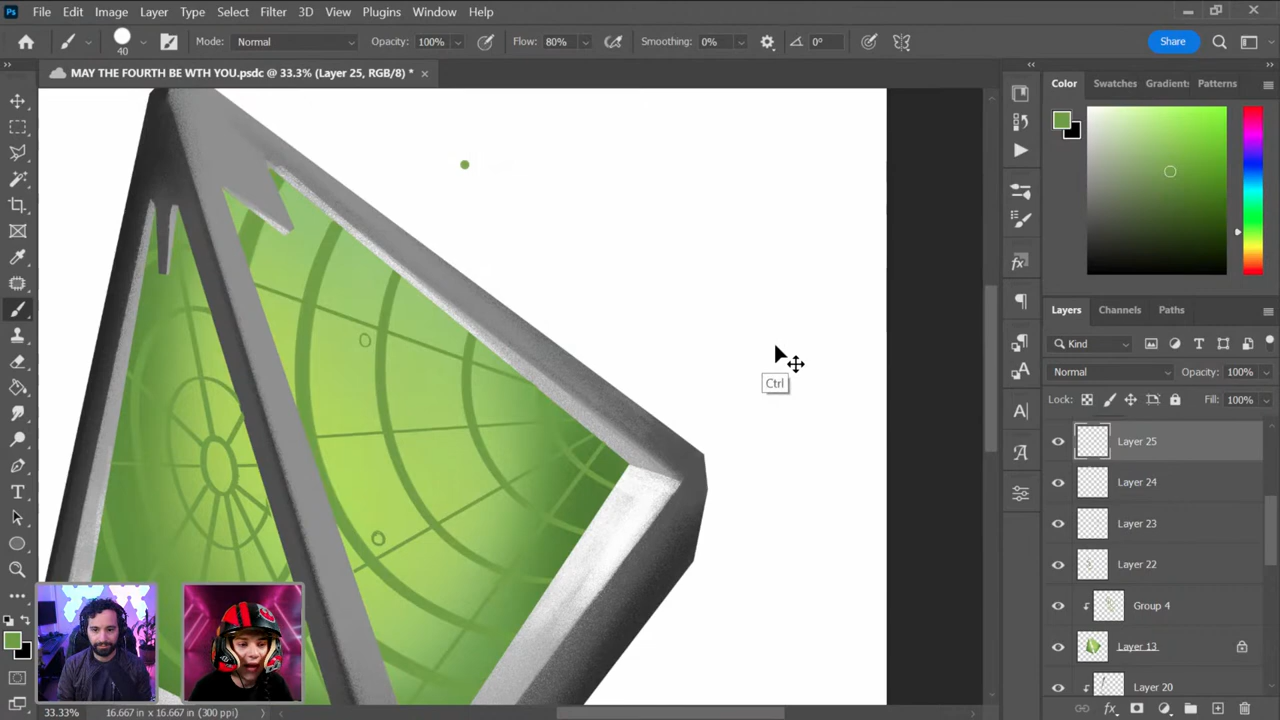 Ps File Edit Image Layer Type Select Filter 3D View Plugins Window Help
40 Mode: Normal Opacity: 100% Flow: 80% Smoothing: 0% 0° Share
MAY THE FOURTH BE WTH YOU.psdc @ 33.3% (Layer 25, RGB/8) *
Color Swatches Gradient: Patterns
Ctrl
Layers Channels Paths
Kind
Normal Opacity: 100%
Lock: Fill: 100%
Layer 25
Layer 24
Layer 23
Layer 22
Group 4
Layer 13
Layer 20
33.33% 16.667 in x 16.667 in (300 ppi)